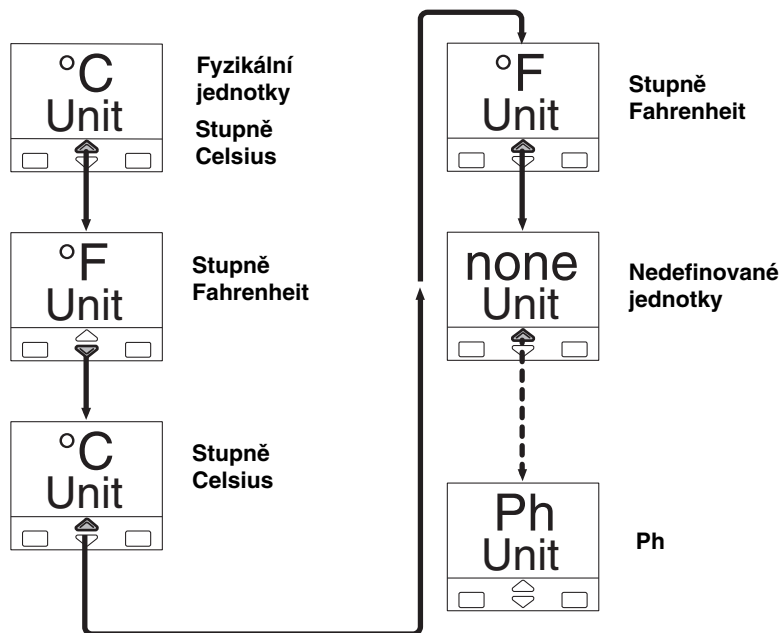 °C
Unit
Fyzikální
jednotky
Stupně
Celsius
°F
Unit
Stupně
Fahrenheit
°C
Unit
Stupně
Celsius
°F
Unit
Stupně
Fahrenheit
none
Unit
Nedefinované
jednotky
Ph
Unit
Ph